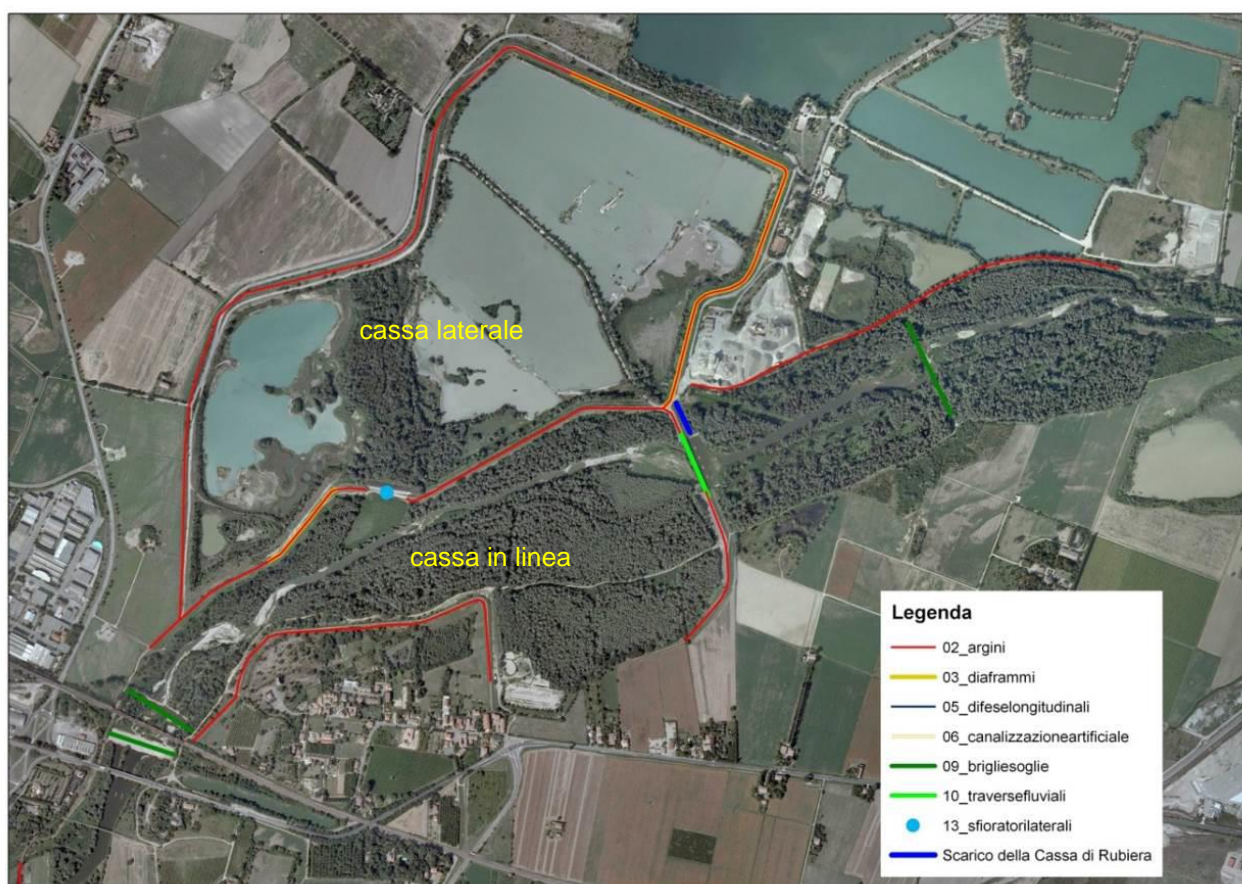 cassa laterale
cassa in linea
Legenda
02_argini
03_diaframmi
05_difeselongitudinali
06_canalizzazioneartificiale
09_brigliesoglie
10_traversefluviali
13_sfioratorilaterali
Scarico della Cassa di Rubiera